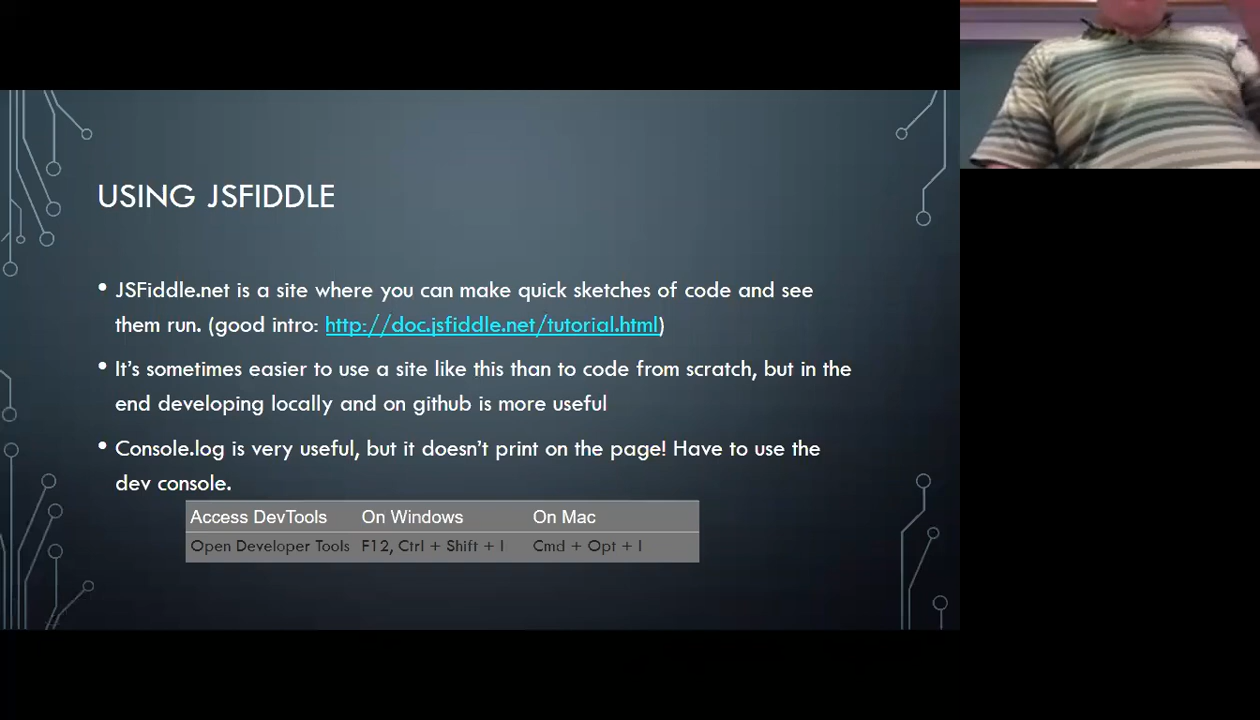 USING JSFIDDLE
• JSFiddle.net is a site where you can make quick sketches of code and see
them run. (good intro: http://doc.jsfiddle.net/tutorial.html)
• It's sometimes easier to use a site like this than to code from scratch, but in the
end developing locally and on github is more useful
• Console.log is very useful, but it doesn't print on the page! Have to use the
dev console.
Access DevTools On Windows On Mac
Open Developer Tools F12, Ctrl + Shift + I Cmd + Opt + I